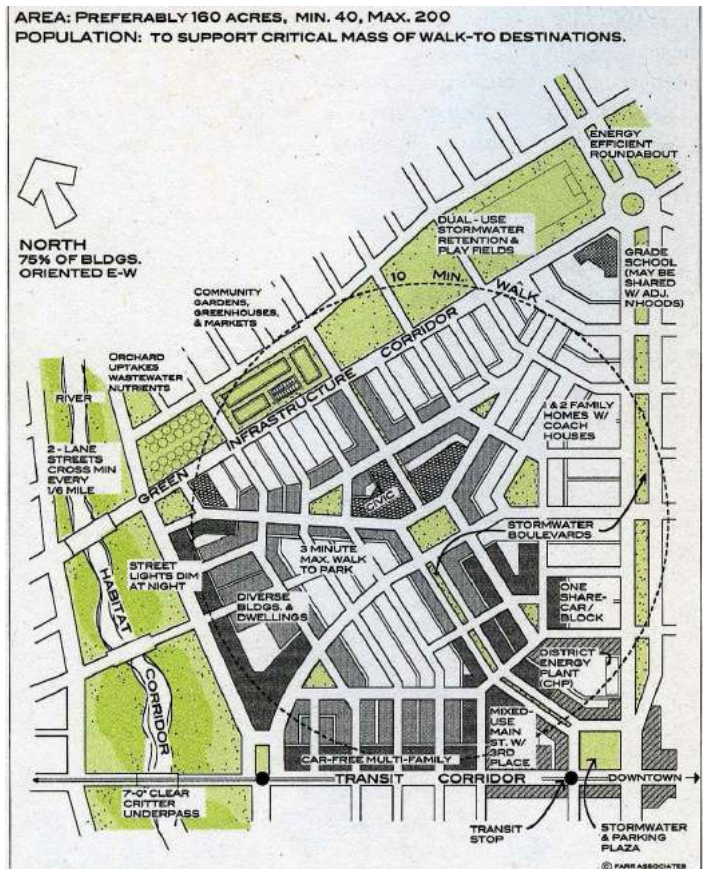 AREA: PREFERABLY 160 ACRES, MIN. 40, MAX. 200
POPULATION: TO SUPPORT CRITICAL MASS OF WALK-TO DESTINATIONS.
ENERGY
EFFICIENT
ROUNDABOUT
NORTH
75% OF BLDGS.
ORIENTED E-W
DUAL-USE
STORMWATER
RETENTION &
PLAY FIELDS
GRADE
SCHOOL
(MAY BE
SHARED
W/ ADJ.
N'HOODS)
10 MIN. WALK
COMMUNITY
GARDENS,
GREENHOUSES,
& MARKETS
ORCHARD
UPTAKES
WASTEWATER
NUTRIENTS
GREEN INFRASTRUCTURE CORRIDOR
RIVER
2-LANE
STREETS
CROSS MIN
EVERY
1/6 MILE
1 & 2 FAMILY
HOMES W/
COACH
HOUSES
CIVIC
STORMWATER
BOULEVARDS
3 MINUTE
MAX. WALK
TO PARK
STREET
LIGHTS DIM
AT NIGHT
HABITAT CORRIDOR
DIVERSE
BLDGS. &
DWELLINGS
ONE
SHARE-
CAR/
BLOCK
DISTRICT
ENERGY
PLANT
(CHP)
MIXED-
USE MAIN
ST. W/
3RD
PLACE
CAR-FREE MULTI-FAMILY
TRANSIT CORRIDOR
DOWNTOWN
7'-0" CLEAR
CRITTER
UNDERPASS
TRANSIT
STOP
STORMWATER
& PARKING
PLAZA
© FARR ASSOCIATES